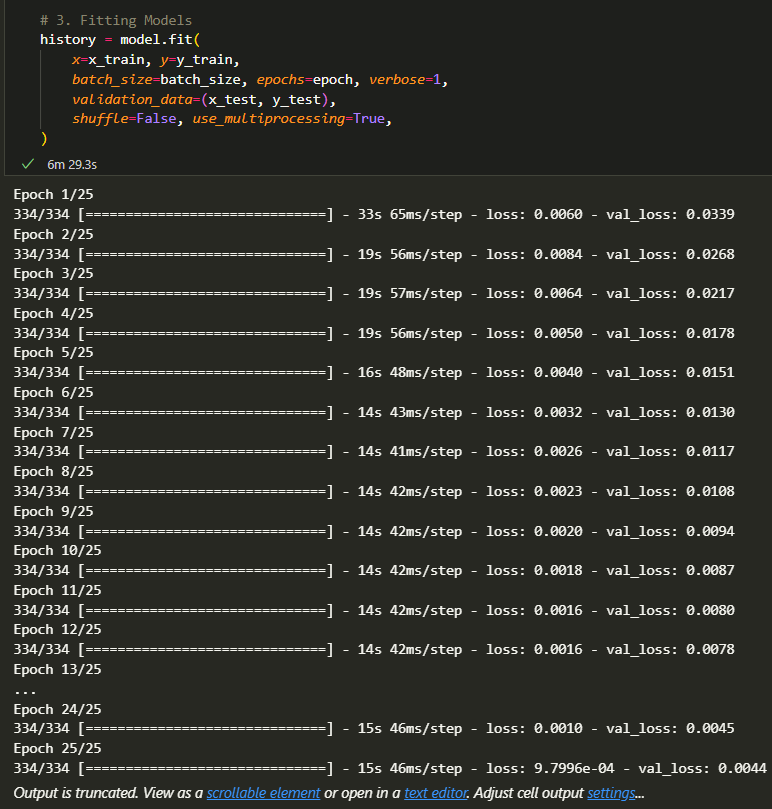 # 3. Fitting Models
history = model.fit(
x=x_train, y=y_train,
batch_size=batch_size, epochs=epoch, verbose=1,
validation_data=(x_test, y_test),
shuffle=False, use_multiprocessing=True,
)
✓ 6m 29.3s
Epoch 1/25
334/334 [==============================] - 33s 65ms/step - loss: 0.0060 - val_loss: 0.0339
Epoch 2/25
334/334 [==============================] - 19s 56ms/step - loss: 0.0084 - val_loss: 0.0268
Epoch 3/25
334/334 [==============================] - 19s 57ms/step - loss: 0.0064 - val_loss: 0.0217
Epoch 4/25
334/334 [==============================] - 19s 56ms/step - loss: 0.0050 - val_loss: 0.0178
Epoch 5/25
334/334 [==============================] - 16s 48ms/step - loss: 0.0040 - val_loss: 0.0151
Epoch 6/25
334/334 [==============================] - 14s 43ms/step - loss: 0.0032 - val_loss: 0.0130
Epoch 7/25
334/334 [==============================] - 14s 41ms/step - loss: 0.0026 - val_loss: 0.0117
Epoch 8/25
334/334 [==============================] - 14s 42ms/step - loss: 0.0023 - val_loss: 0.0108
Epoch 9/25
334/334 [==============================] - 14s 42ms/step - loss: 0.0020 - val_loss: 0.0094
Epoch 10/25
334/334 [==============================] - 14s 42ms/step - loss: 0.0018 - val_loss: 0.0087
Epoch 11/25
334/334 [==============================] - 14s 42ms/step - loss: 0.0016 - val_loss: 0.0080
Epoch 12/25
334/334 [==============================] - 14s 42ms/step - loss: 0.0016 - val_loss: 0.0078
Epoch 13/25
...
Epoch 24/25
334/334 [==============================] - 15s 46ms/step - loss: 0.0010 - val_loss: 0.0045
Epoch 25/25
334/334 [==============================] - 15s 46ms/step - loss: 9.7996e-04 - val_loss: 0.0044
Output is truncated. View as a scrollable element or open in a text editor. Adjust cell output settings...